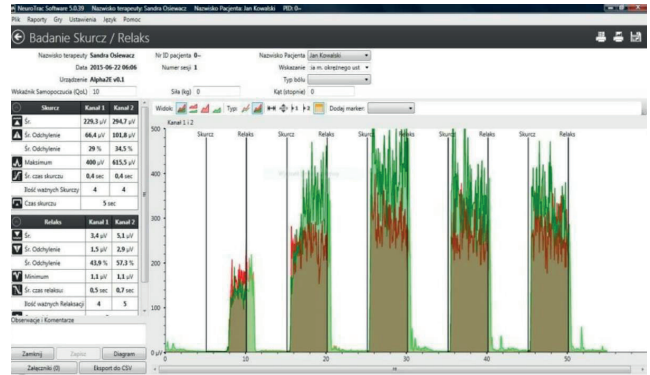 NeuroTrac Software 5.0.39 Nazwisko terapeuty: Sandra Osiewacz Nazwisko Pacjenta: Jan Kowalski PID: 0--
Plik Raporty Gry Ustawienia Język Pomoc
Badanie Skurcz / Relaks
Nazwisko terapeuty Sandra Osiewacz Nr ID pacjenta 0-- Nazwisko Pacjenta Jan Kowalski
Data 2015-06-22 06:06 Numer sesji 1 Wskazanie ia m. okrężnego ust
Urządzenie Alpha2E v0.1 Typ bólu
Wskaźnik Samopoczucia (QoL) 10 Siła (kg) 0 Kąt (stopnie) 0
Skurcz Kanał 1 Kanał 2
Śr. 229,3 µV 294,7 µV
Śr. Odchylenie 66,4 µV 101,8 µV
Śr. Odchylenie 29 % 34,5 %
Maksimum 400 µV 615,5 µV
Śr. czas skurczu 0,4 sec 0,4 sec
Ilość ważnych Skurczy 4 4
Czas skurczu 5 sec
Relaks Kanał 1 Kanał 2
Śr. 3,4 µV 5,1 µV
Śr. Odchylenie 1,5 µV 2,9 µV
Śr. Odchylenie 43,9 % 57,3 %
Minimum 1,1 µV 1,1 µV
Śr. czas relaksu: 0,5 sec 0,7 sec
Ilość ważnych Relaksacji 4 5
Obserwacje i Komentarze
Zamknij Zapisz Diagram
Załączniki (0) Eksport do CSV
Widok: Typ: Dodaj marker:
Kanał 1 i 2
Skurcz Relaks Skurcz Relaks Skurcz Relaks Skurcz Relaks Skurcz Relaks
500
400
300
200
100
0 µV
0 10 20 30 40 50